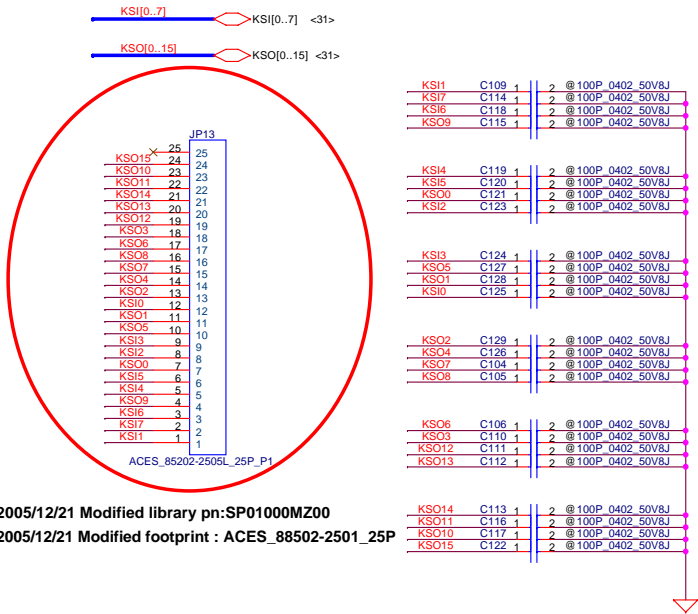 KSI[0..7] KSI[0..7] <31>
KSO[0..15] KSO[0..15] <31>
JP13
25 25
KSO15 24 24
KSO10 23 23
KSO11 22 22
KSO14 21 21
KSO13 20 20
KSO12 19 19
KSO3 18 18
KSO6 17 17
KSO8 16 16
KSO7 15 15
KSO4 14 14
KSO2 13 13
KSI0 12 12
KSO1 11 11
KSO5 10 10
KSI3 9 9
KSI2 8 8
KSO0 7 7
KSI5 6 6
KSI4 5 5
KSO9 4 4
KSI6 3 3
KSI7 2 2
KSI1 1 1
ACES_85202-2505L_25P_P1
2005/12/21 Modified library pn:SP01000MZ00
2005/12/21 Modified footprint : ACES_88502-2501_25P
KSI1 C109 1 2 @100P_0402_50V8J
KSI7 C114 1 2 @100P_0402_50V8J
KSI6 C118 1 2 @100P_0402_50V8J
KSO9 C115 1 2 @100P_0402_50V8J
KSI4 C119 1 2 @100P_0402_50V8J
KSI5 C120 1 2 @100P_0402_50V8J
KSO0 C121 1 2 @100P_0402_50V8J
KSI2 C123 1 2 @100P_0402_50V8J
KSI3 C124 1 2 @100P_0402_50V8J
KSO5 C127 1 2 @100P_0402_50V8J
KSO1 C128 1 2 @100P_0402_50V8J
KSI0 C125 1 2 @100P_0402_50V8J
KSO2 C129 1 2 @100P_0402_50V8J
KSO4 C126 1 2 @100P_0402_50V8J
KSO7 C104 1 2 @100P_0402_50V8J
KSO8 C105 1 2 @100P_0402_50V8J
KSO6 C106 1 2 @100P_0402_50V8J
KSO3 C110 1 2 @100P_0402_50V8J
KSO12 C111 1 2 @100P_0402_50V8J
KSO13 C112 1 2 @100P_0402_50V8J
KSO14 C113 1 2 @100P_0402_50V8J
KSO11 C116 1 2 @100P_0402_50V8J
KSO10 C117 1 2 @100P_0402_50V8J
KSO15 C122 1 2 @100P_0402_50V8J